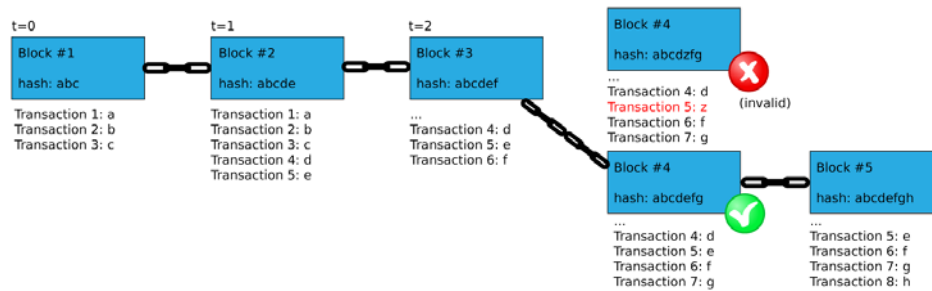 t=0
Block #1
hash: abc
Transaction 1: a
Transaction 2: b
Transaction 3: c
t=1
Block #2
hash: abcde
Transaction 1: a
Transaction 2: b
Transaction 3: c
Transaction 4: d
Transaction 5: e
t=2
Block #3
hash: abcdef
...
Transaction 4: d
Transaction 5: e
Transaction 6: f
Block #4
hash: abcdzfg
...
Transaction 4: d
Transaction 5: z
Transaction 6: f
Transaction 7: g
(invalid)
Block #4
hash: abcdefg
...
Transaction 4: d
Transaction 5: e
Transaction 6: f
Transaction 7: g
Block #5
hash: abcdefgh
...
Transaction 5: e
Transaction 6: f
Transaction 7: g
Transaction 8: h